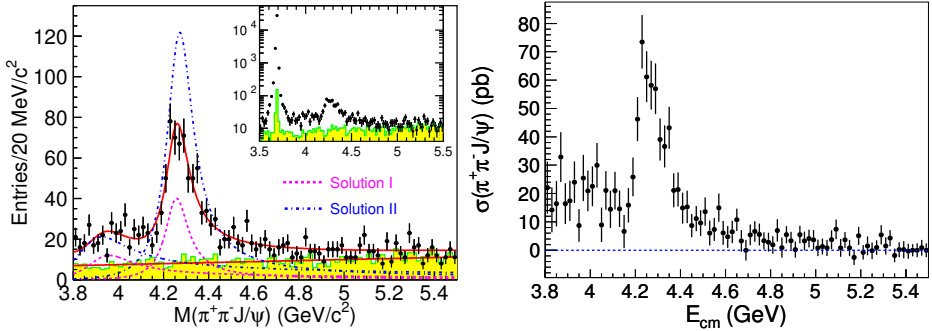 Entries/20 MeV/c²
120
100
80
60
40
20
0
3.8 4 4.2 4.4 4.6 4.8 5 5.2 5.4
M(π⁺π⁻J/ψ) (GeV/c²)
10⁴
10³
10²
10
3.5 4 4.5 5 5.5
Solution I
Solution II
σ(π⁺π⁻J/ψ) (pb)
80
70
60
50
40
30
20
10
0
3.8 4 4.2 4.4 4.6 4.8 5 5.2 5.4
E_cm (GeV)